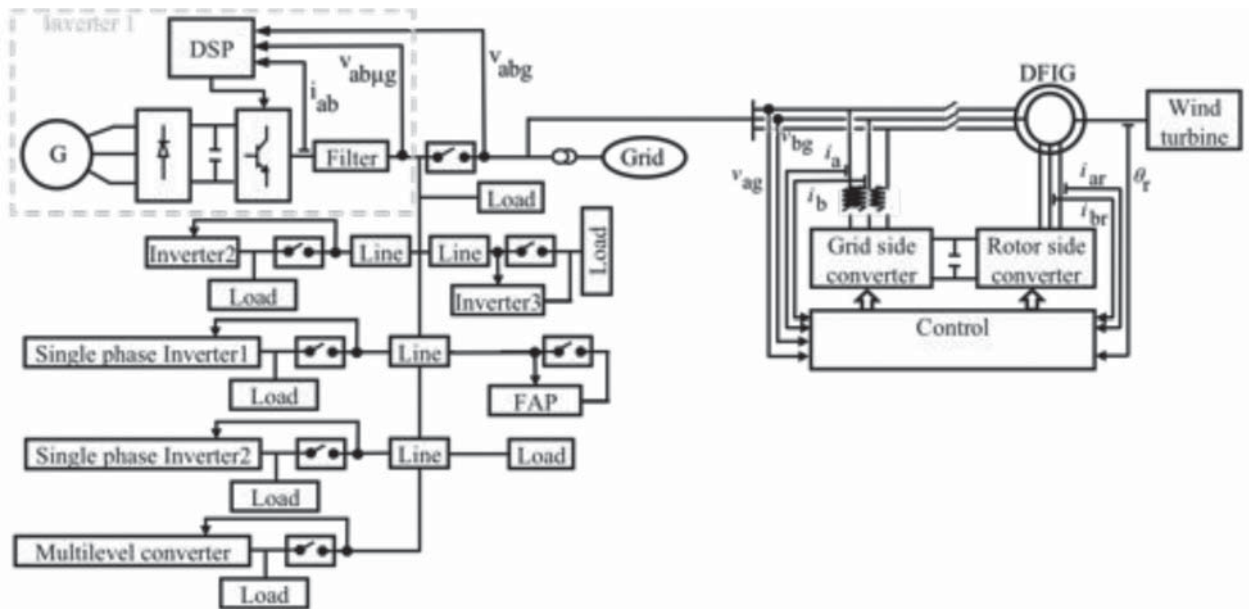 Inverter 1
DSP
v_abμg
i_ab
v_abg
G
Filter
Grid
Load
Inverter2
Line
Line
Load
Load
Inverter3
Single phase Inverter1
Line
Load
FAP
Single phase Inverter2
Line
Load
Load
Multilevel converter
Load
DFIG
Wind
turbine
v_bg
v_ag
i_a
i_b
i_ar
i_br
θ_r
Grid side
converter
Rotor side
converter
Control